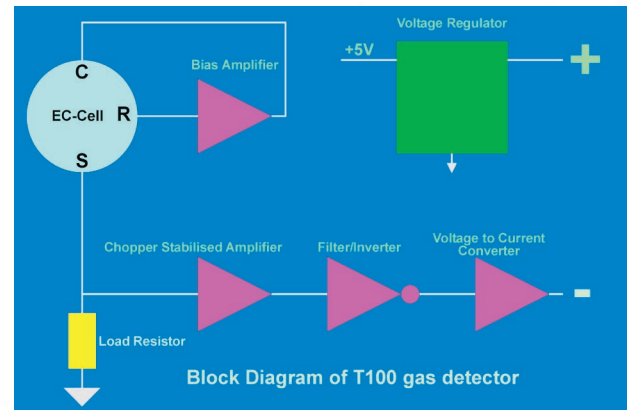 Voltage Regulator
+5V
+
C
Bias Amplifier
EC-Cell
R
S
Chopper Stabilised Amplifier
Filter/Inverter
Voltage to Current
Converter
-
Load Resistor
Block Diagram of T100 gas detector